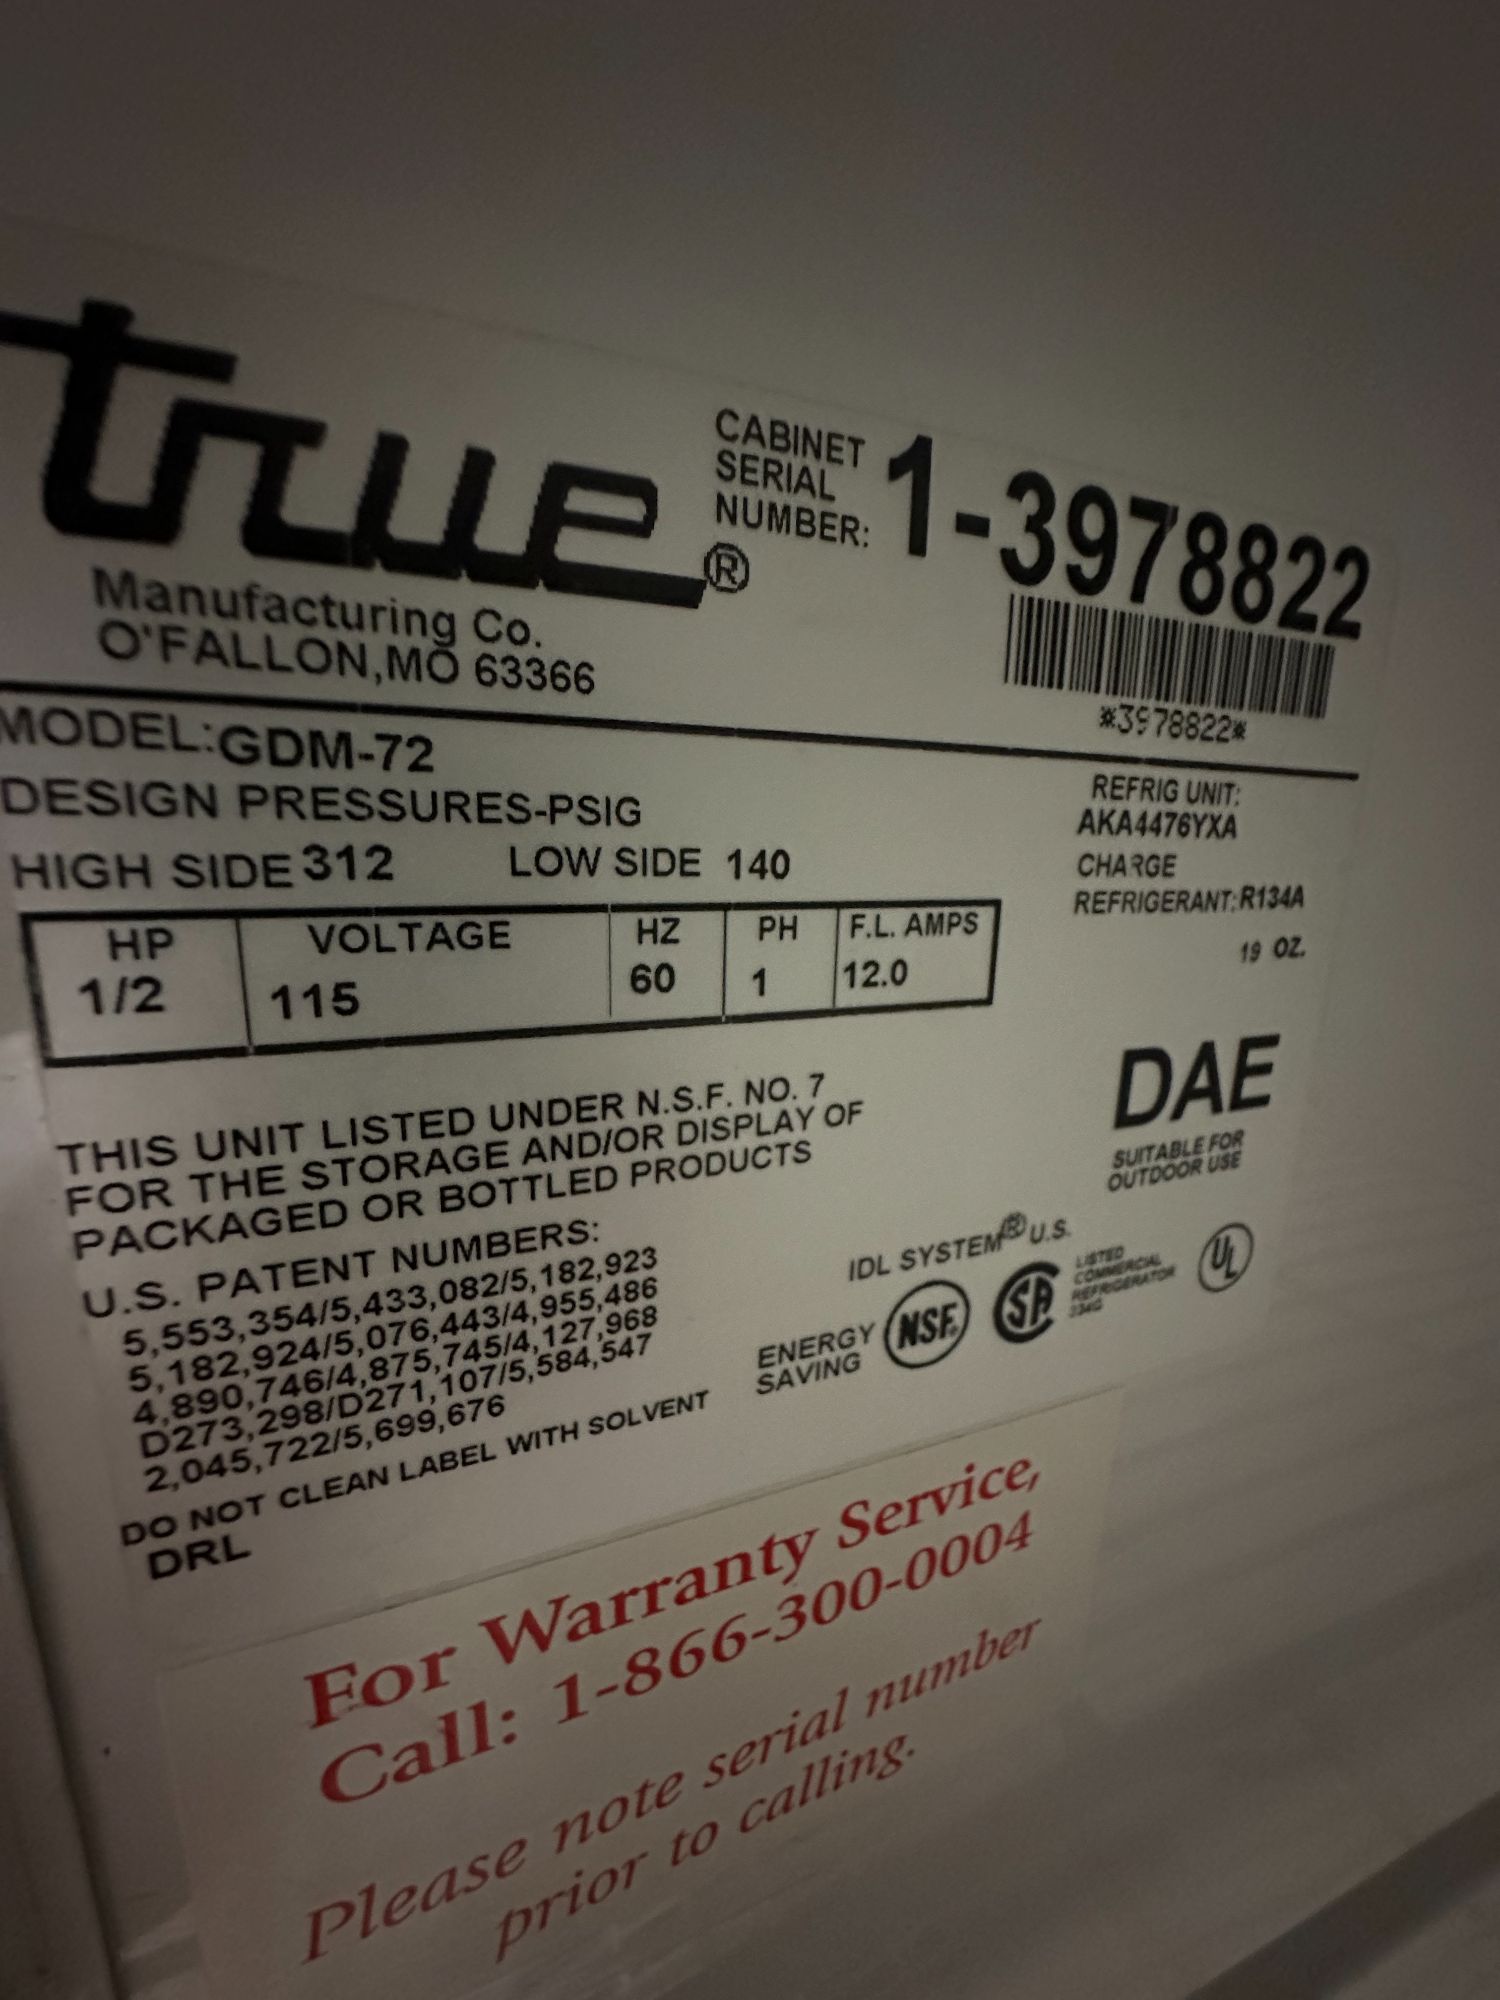 true®
CABINET
SERIAL
NUMBER:
1-3978822
Manufacturing Co.
O'FALLON,MO 63366
*3978822*
MODEL:GDM-72
DESIGN PRESSURES-PSIG
HIGH SIDE 312 LOW SIDE 140
REFRIG UNIT:
AKA4476YXA
CHARGE
REFRIGERANT:R134A
19 OZ.
HP VOLTAGE HZ PH F.L. AMPS
1/2 115 60 1 12.0
DAE
SUITABLE FOR
OUTDOOR USE
THIS UNIT LISTED UNDER N.S.F. NO. 7
FOR THE STORAGE AND/OR DISPLAY OF
PACKAGED OR BOTTLED PRODUCTS
U.S. PATENT NUMBERS:
5,553,354/5,433,082/5,182,923
5,182,924/5,076,443/4,955,486
4,890,746/4,875,745/4,127,968
D273,298/D271,107/5,584,547
2,045,722/5,699,676
IDL SYSTEM® U.S.
ENERGY
SAVING
NSF®
SA
LISTED
COMMERCIAL
REFRIGERATOR
334G
UL
DO NOT CLEAN LABEL WITH SOLVENT
DRL
For Warranty Service,
Call: 1-866-300-0004
Please note serial number
prior to calling.